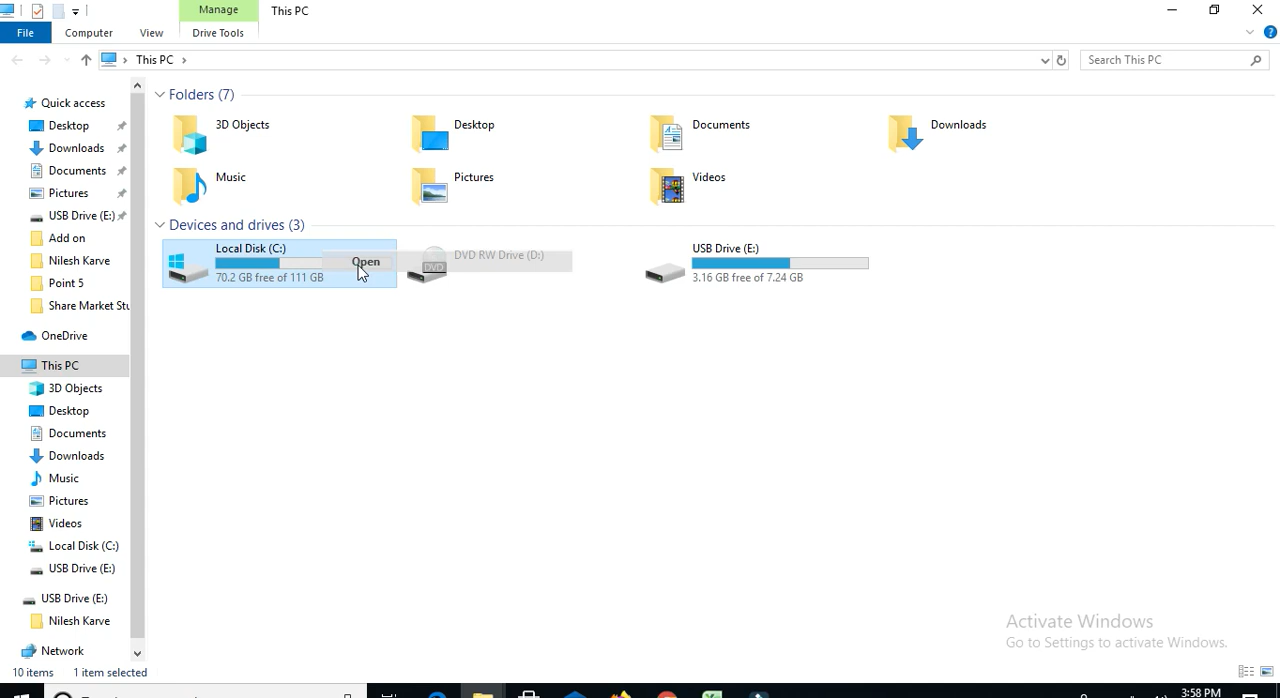 Manage
This PC
File
Computer
View
Drive Tools
This PC
Search This PC
Quick access
Desktop
Downloads
Documents
Pictures
USB Drive (E:)
Add on
Nilesh Karve
Point 5
Share Market Stu
OneDrive
This PC
3D Objects
Desktop
Documents
Downloads
Music
Pictures
Videos
Local Disk (C:)
USB Drive (E:)
USB Drive (E:)
Nilesh Karve
Network
Folders (7)
3D Objects
Desktop
Documents
Downloads
Music
Pictures
Videos
Devices and drives (3)
Local Disk (C:)
70.2 GB free of 111 GB
Open
DVD RW Drive (D:)
DVD
USB Drive (E:)
3.16 GB free of 7.24 GB
Activate Windows
Go to Settings to activate Windows.
10 items
1 item selected
3:58 PM